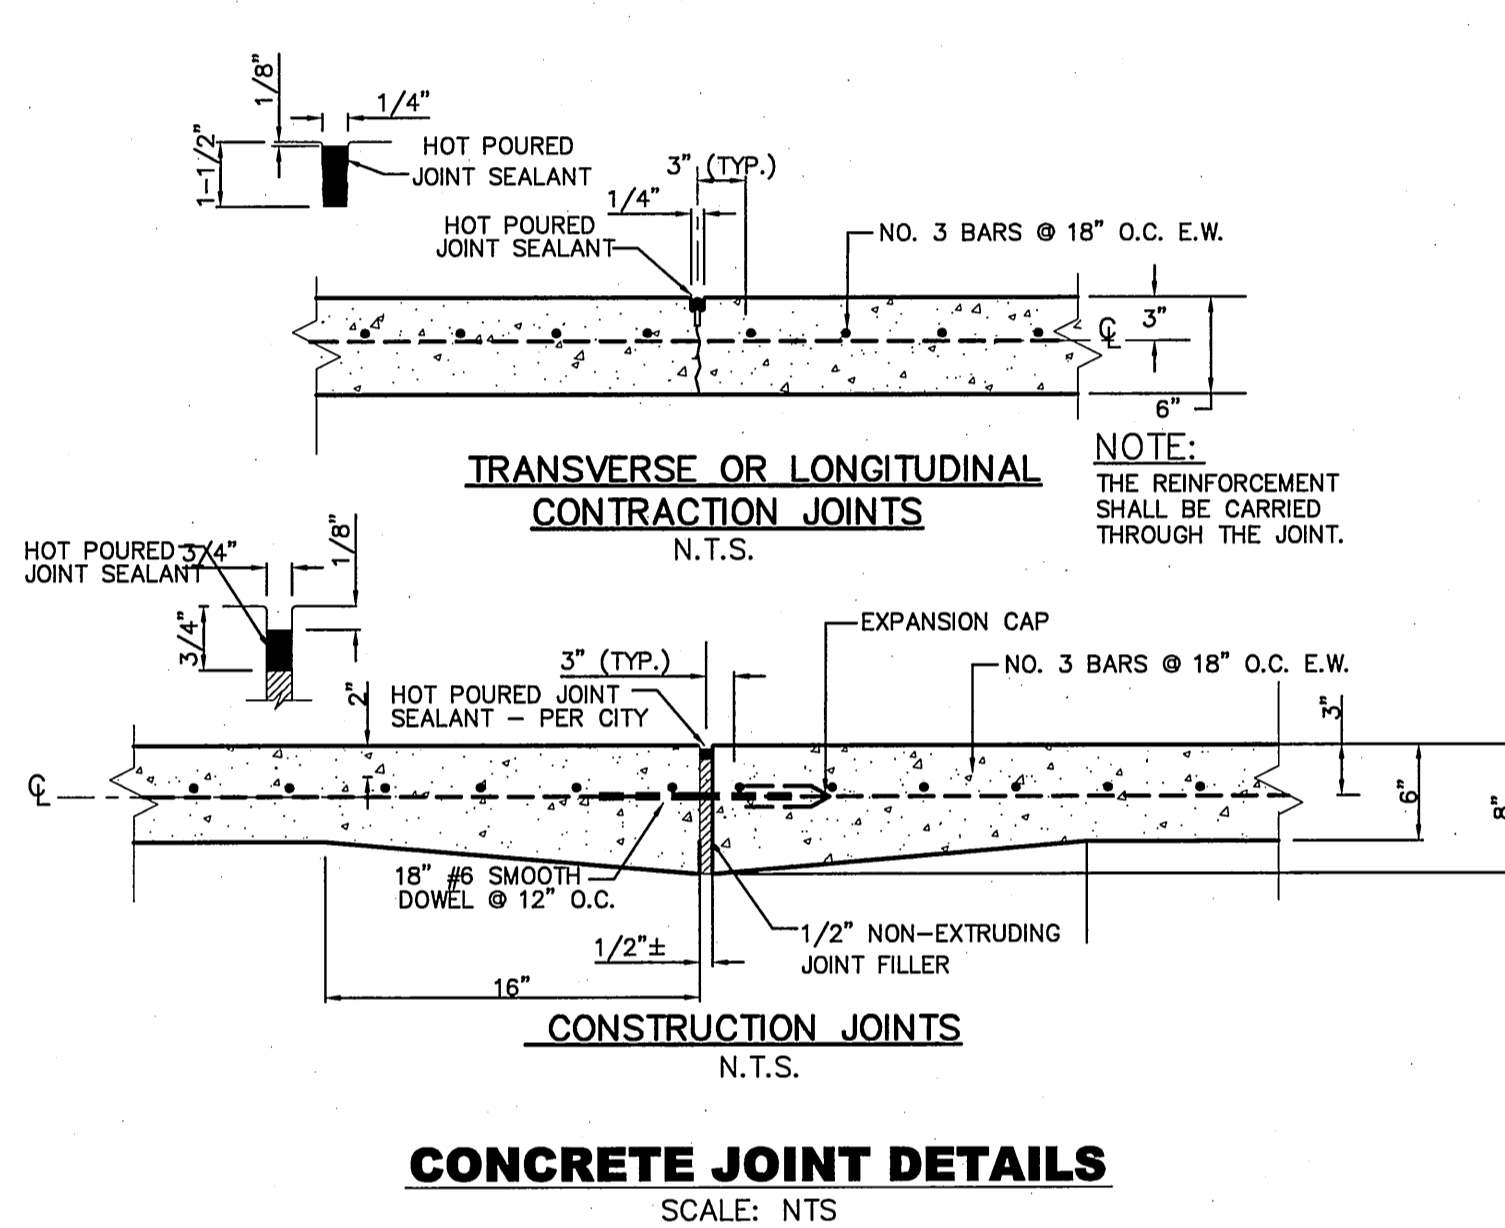 1/8"
1/4"
1-1/2"
HOT POURED
JOINT SEALANT
3" (TYP.)
1/4"
HOT POURED
JOINT SEALANT
NO. 3 BARS @ 18" O.C. E.W.
℄
3"
6"
TRANSVERSE OR LONGITUDINAL
CONTRACTION JOINTS
N.T.S.
NOTE:
THE REINFORCEMENT
SHALL BE CARRIED
THROUGH THE JOINT.
HOT POURED
JOINT SEALANT
3/4"
1/8"
3/4"
2"
3" (TYP.)
HOT POURED JOINT
SEALANT - PER CITY
EXPANSION CAP
NO. 3 BARS @ 18" O.C. E.W.
3"
6"
8"
℄
18" #6 SMOOTH
DOWEL @ 12" O.C.
1/2"±
1/2" NON-EXTRUDING
JOINT FILLER
16"
CONSTRUCTION JOINTS
N.T.S.
CONCRETE JOINT DETAILS
SCALE: NTS